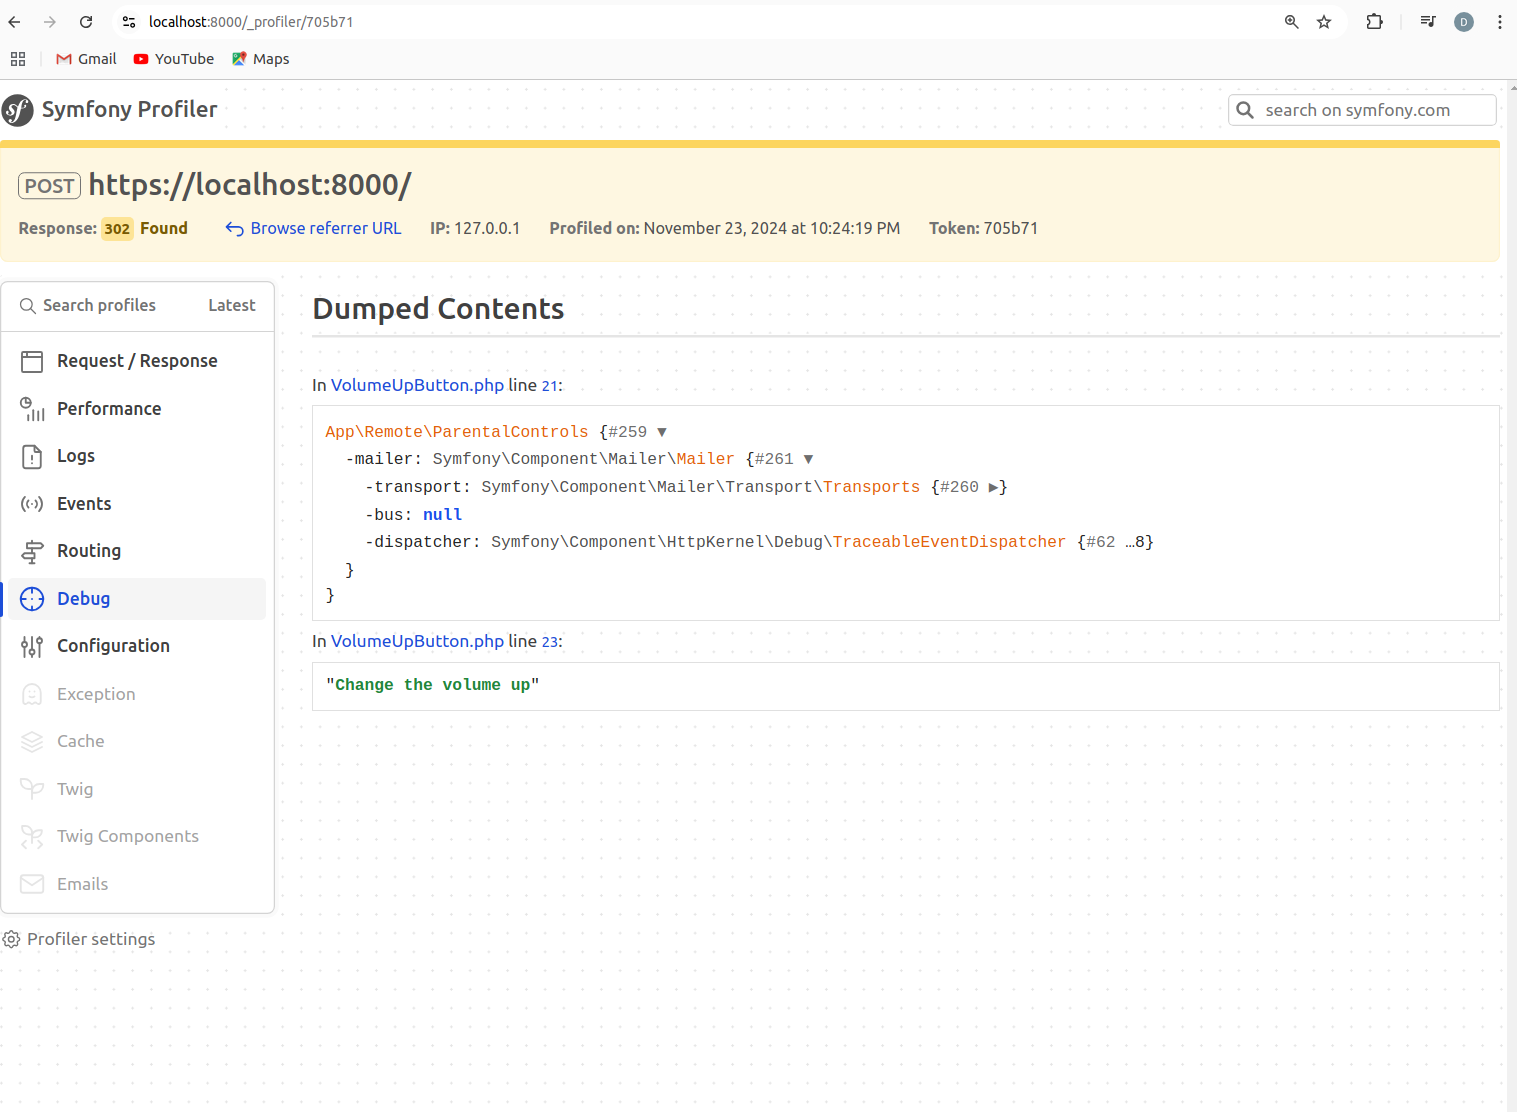 localhost:8000/_profiler/705b71
D
Gmail YouTube Maps
sf Symfony Profiler
search on symfony.com
POST https://localhost:8000/
Response: 302 Found Browse referrer URL IP: 127.0.0.1 Profiled on: November 23, 2024 at 10:24:19 PM Token: 705b71
Search profiles Latest
Request / Response
Performance
Logs
Events
Routing
Debug
Configuration
Exception
Cache
Twig
Twig Components
Emails
Profiler settings
Dumped Contents
In VolumeUpButton.php line 21:
App\Remote\ParentalControls {#259 ▼
-mailer: Symfony\Component\Mailer\Mailer {#261 ▼
-transport: Symfony\Component\Mailer\Transport\Transports {#260 ▶}
-bus: null
-dispatcher: Symfony\Component\HttpKernel\Debug\TraceableEventDispatcher {#62 …8}
}
}
In VolumeUpButton.php line 23:
"Change the volume up"